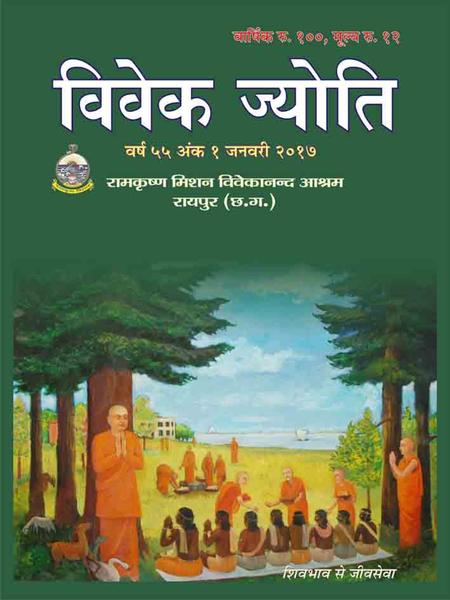 वार्षिक रु. १००, मूल्य रु. १२
विवेक ज्योति
वर्ष ५५ अंक १ जनवरी २०१७
रामकृष्ण मिशन विवेकानन्द आश्रम
रायपुर (छ.ग.)
शिवभाव से जीवसेवा